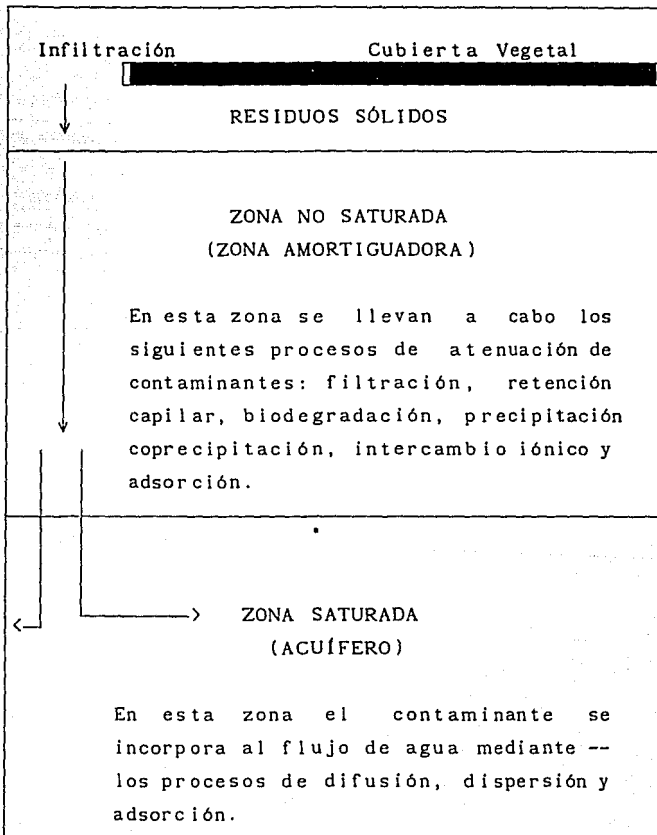 Infiltración Cubierta Vegetal
RESIDUOS SÓLIDOS
ZONA NO SATURADA
(ZONA AMORTIGUADORA)
En esta zona se llevan a cabo los
siguientes procesos de atenuación de
contaminantes: filtración, retención
capilar, biodegradación, precipitación
coprecipitación, intercambio iónico y
adsorción.
ZONA SATURADA
(ACUÍFERO)
En esta zona el contaminante se
incorpora al flujo de agua mediante --
los procesos de difusión, dispersión y
adsorción.